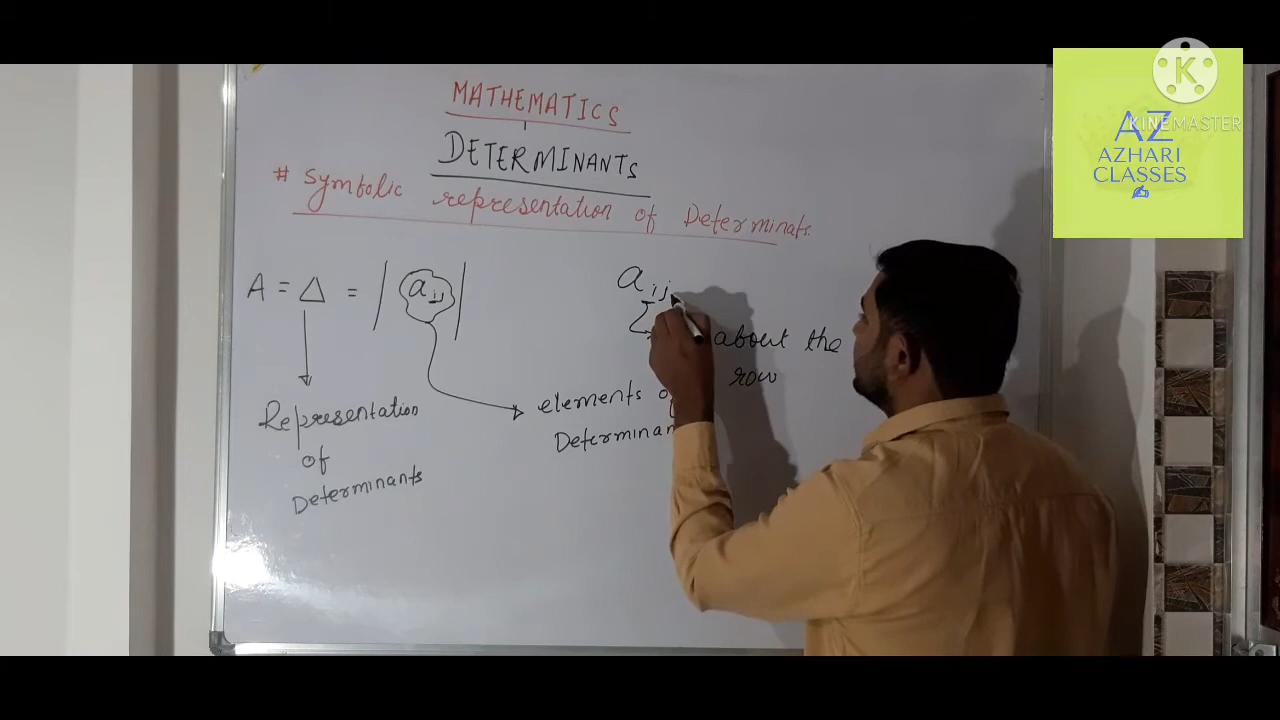 MATHEMATICS
DETERMINANTS
# Symbolic representation of Determinats.
A = △ = | aij |
aij
about the
row
Representation
of
Determinants
elements of
Determinan
K
KINEMASTER
AZ
AZHARI
CLASSES